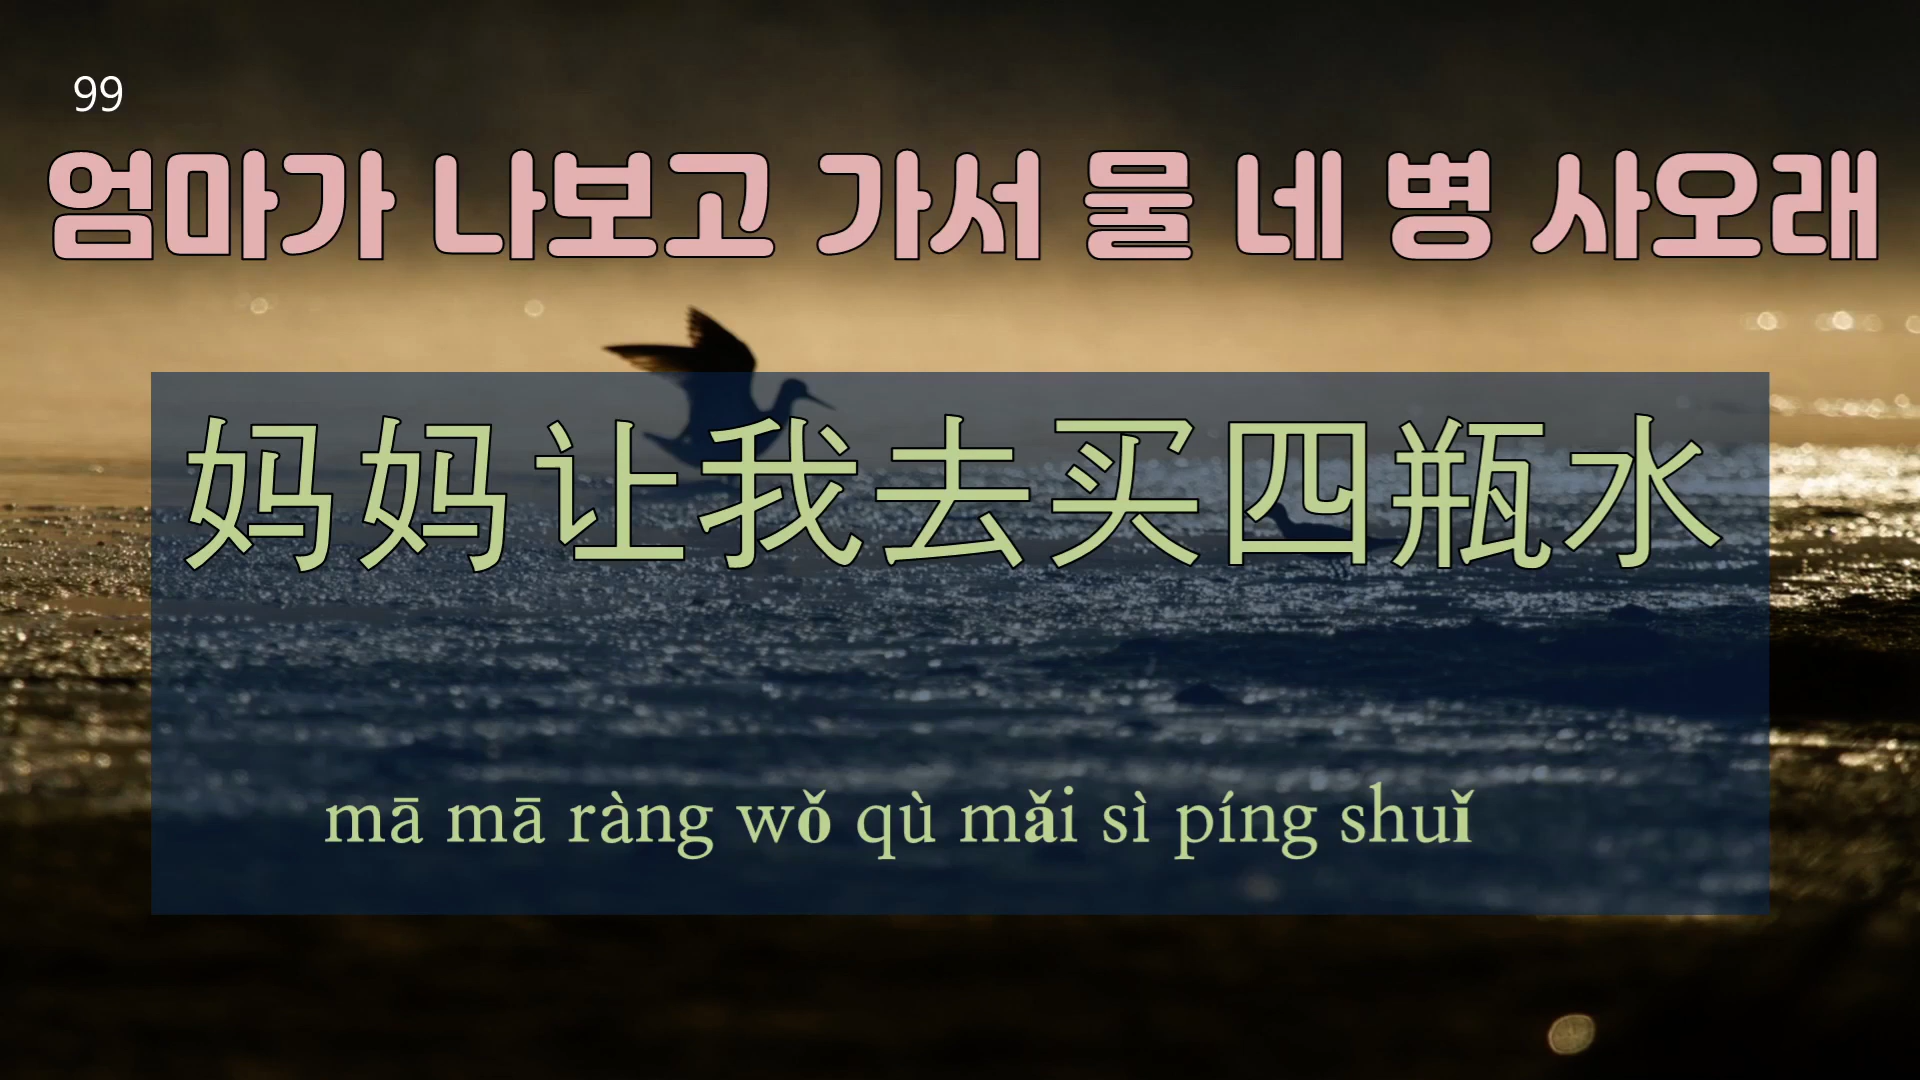 99
엄마가 나보고 가서 물 네 병 사오래
妈妈让我去买四瓶水
mā mā ràng wǒ qù mǎi sì píng shuǐ